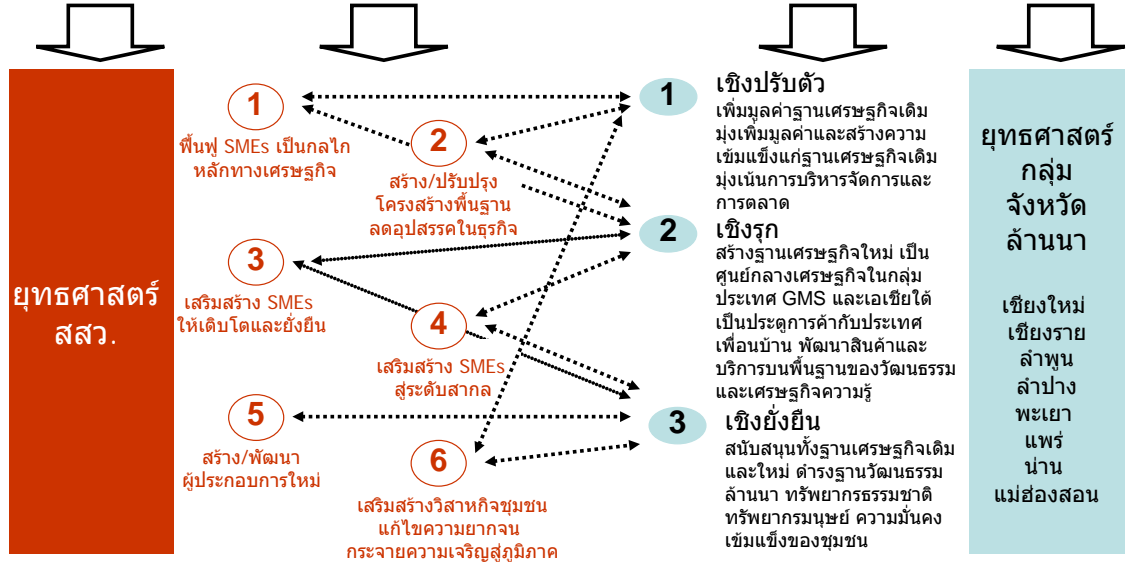 ยุทธศาสตร์
สสว.
1
พื้นฟู SMEs เป็นกลไก
หลักทางเศรษฐกิจ
2
สร้าง/ปรับปรุง
โครงสร้างพื้นฐาน
ลดอุปสรรคในธุรกิจ
3
เสริมสร้าง SMEs
ให้เติบโตและยั่งยืน
4
เสริมสร้าง SMEs
สู่ระดับสากล
5
สร้าง/พัฒนา
ผู้ประกอบการใหม่
6
เสริมสร้างวิสาหกิจชุมชน
แก้ไขความยากจน
กระจายความเจริญสู่ภูมิภาค
1
เชิงปรับตัว
เพิ่มมูลค่าฐานเศรษฐกิจเดิม
มุ่งเพิ่มมูลค่าและสร้างความ
เข้มแข็งแก่ฐานเศรษฐกิจเดิม
มุ่งเน้นการบริหารจัดการและ
การตลาด
2
เชิงรุก
สร้างฐานเศรษฐกิจใหม่ เป็น
ศูนย์กลางเศรษฐกิจในกลุ่ม
ประเทศ GMS และเอเชียใต้
เป็นประตูการค้ากับประเทศ
เพื่อนบ้าน พัฒนาสินค้าและ
บริการบนพื้นฐานของวัฒนธรรม
และเศรษฐกิจความรู้
3
เชิงยั่งยืน
สนับสนุนทั้งฐานเศรษฐกิจเดิม
และใหม่ ดำรงฐานวัฒนธรรม
ล้านนา ทรัพยากรธรรมชาติ
ทรัพยากรมนุษย์ ความมั่นคง
เข้มแข็งของชุมชน
ยุทธศาสตร์
กลุ่ม
จังหวัด
ล้านนา
เชียงใหม่
เชียงราย
ลำพูน
ลำปาง
พะเยา
แพร่
น่าน
แม่ฮ่องสอน